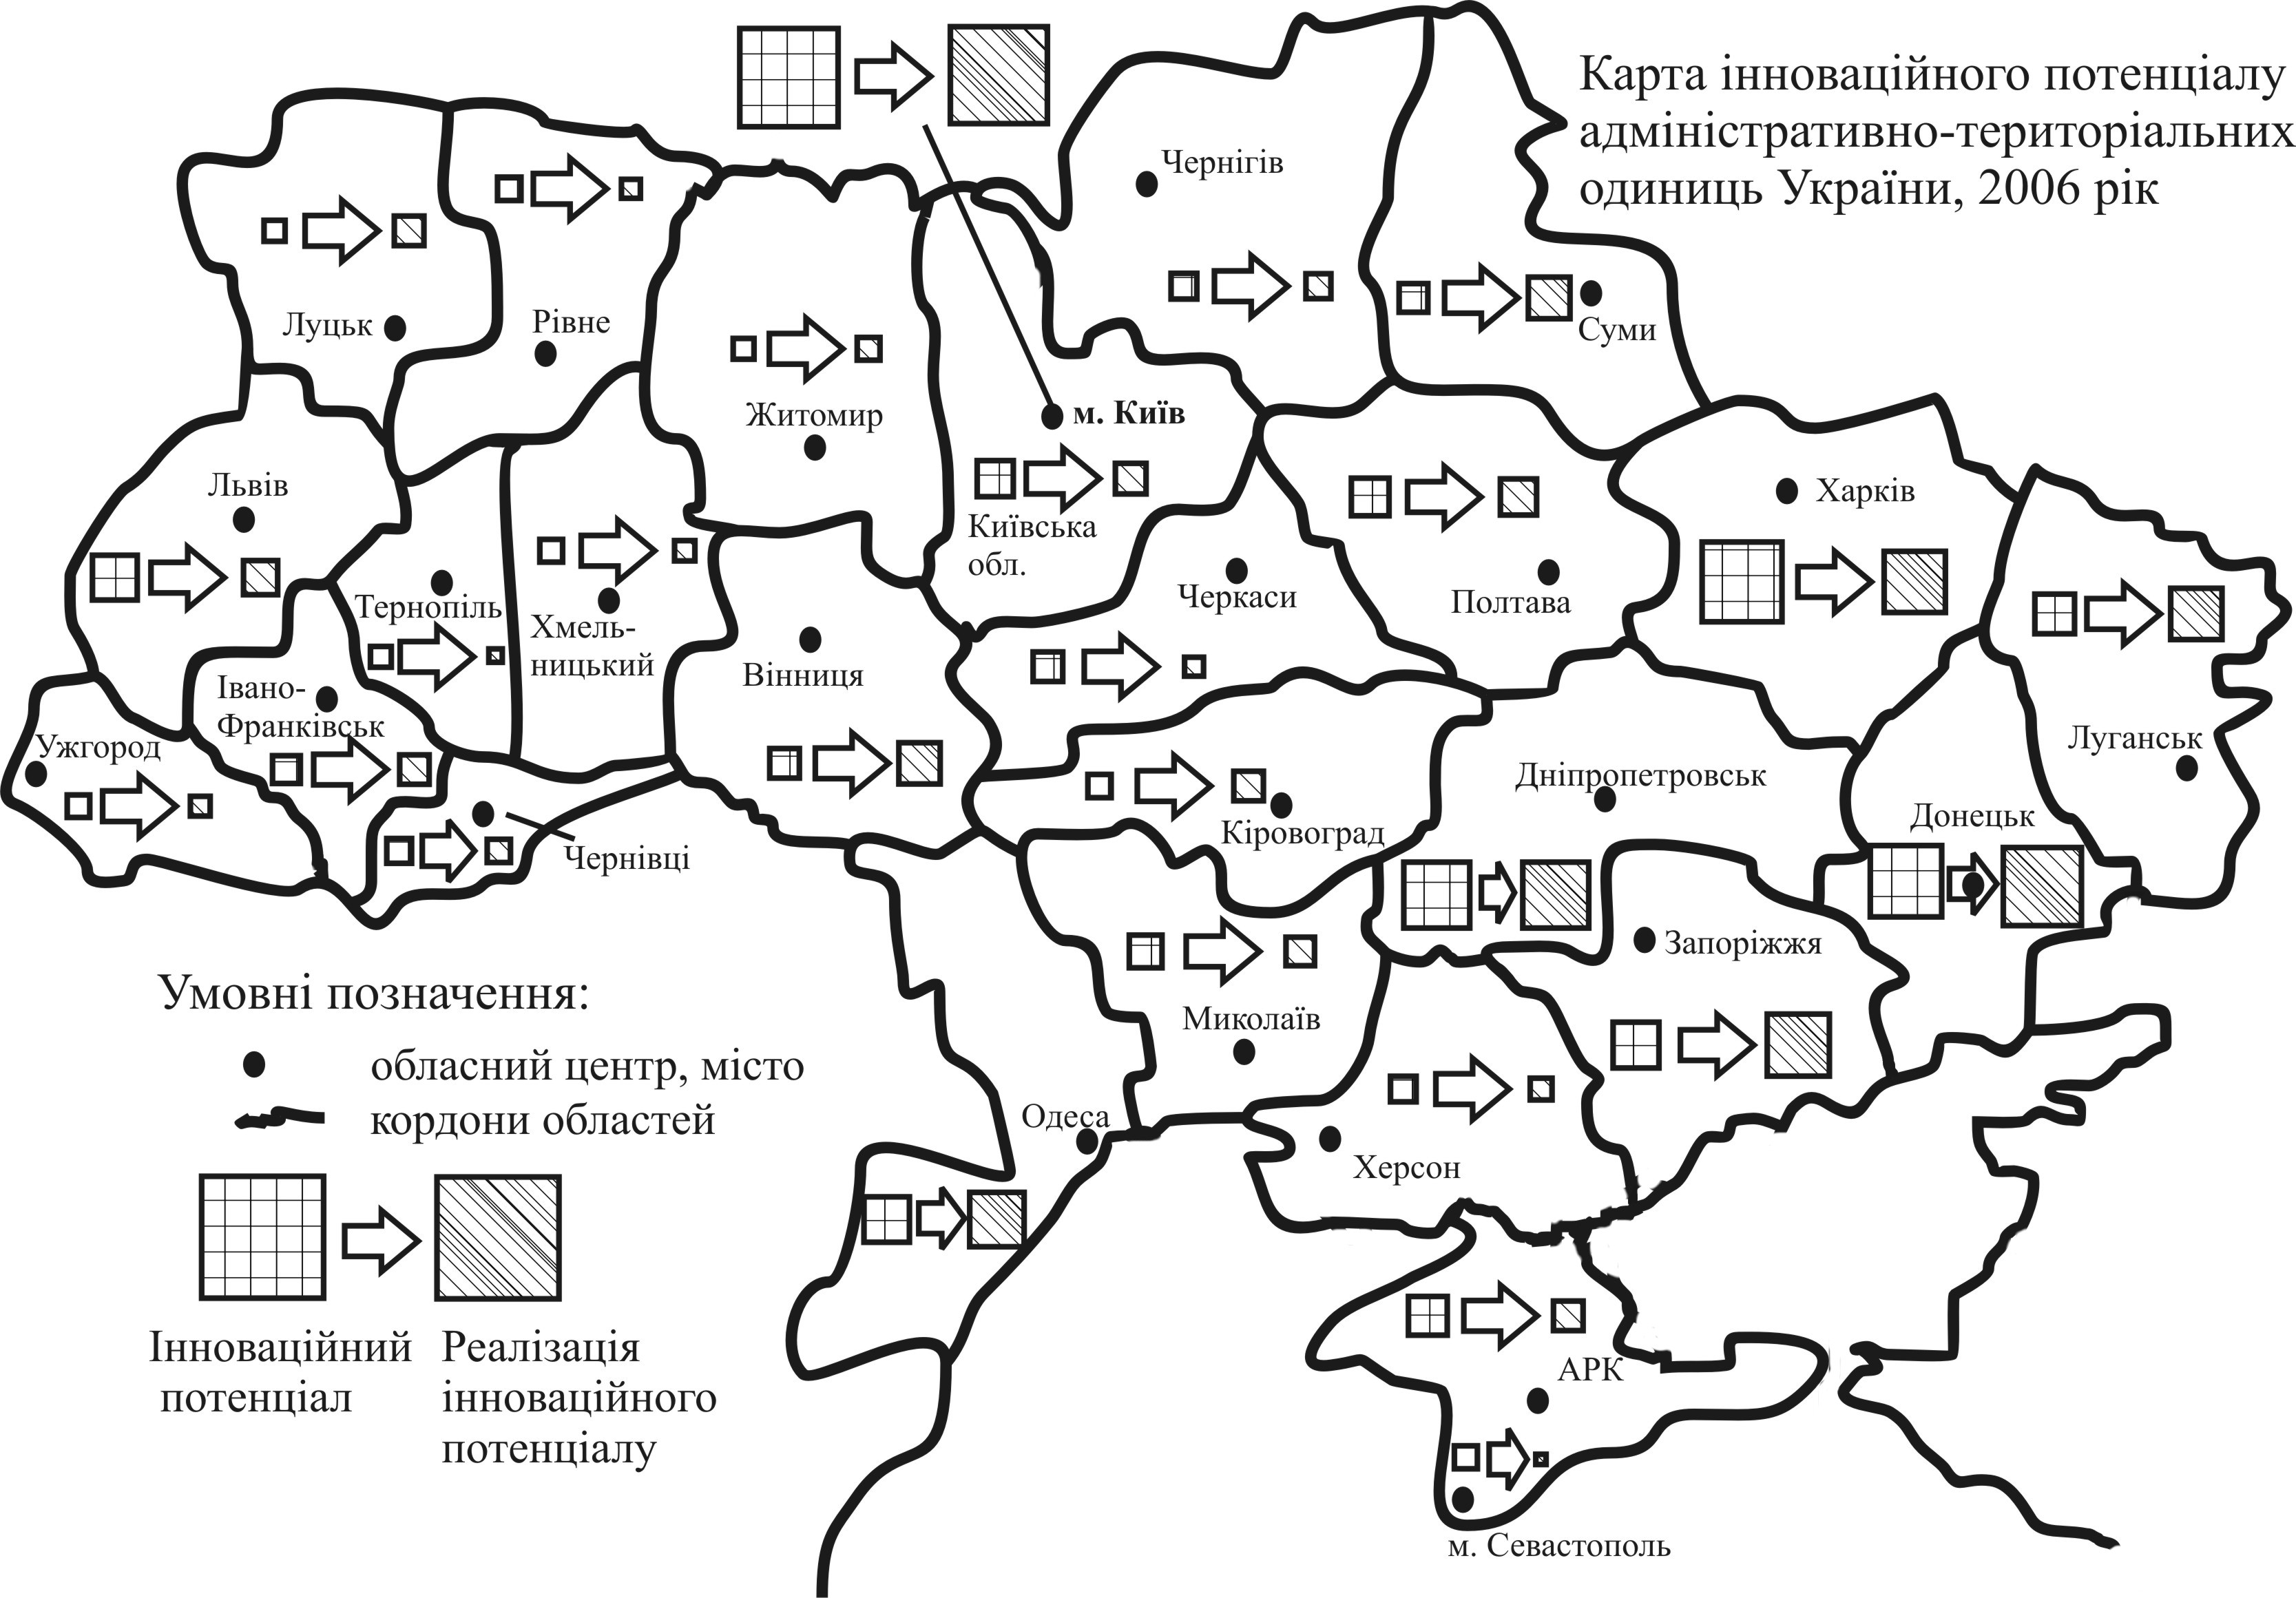 Карта інноваційного потенціалу
адміністративно-територіальних
одиниць України, 2006 рік
Чернігів
Луцьк
Рівне
Суми
Житомир
м. Київ
Львів
Харків
Київська
обл.
Черкаси
Полтава
Тернопіль
Хмель-
ницький
Вінниця
Івано-
Франківськ
Ужгород
Луганськ
Дніпропетровськ
Донецьк
Кіровоград
Чернівці
Запоріжжя
Миколаїв
Одеса
Херсон
АРК
м. Севастополь
Умовні позначення:
обласний центр, місто
кордони областей
Інноваційний
потенціал
Реалізація
інноваційного
потенціалу